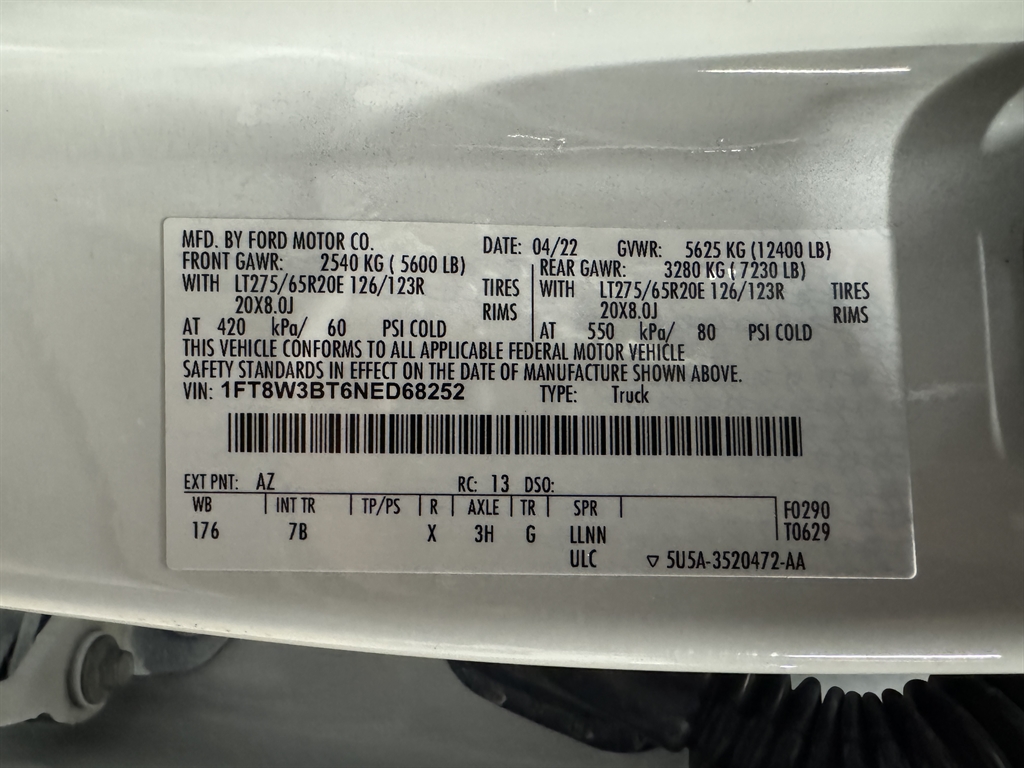 MFD. BY FORD MOTOR CO. DATE: 04/22 GVWR: 5625 KG (12400 LB)
FRONT GAWR: 2540 KG ( 5600 LB) REAR GAWR: 3280 KG ( 7230 LB)
WITH LT275/65R20E 126/123R TIRES WITH LT275/65R20E 126/123R TIRES
20X8.0J RIMS 20X8.0J RIMS
AT 420 kPa/ 60 PSI COLD AT 550 kPa/ 80 PSI COLD
THIS VEHICLE CONFORMS TO ALL APPLICABLE FEDERAL MOTOR VEHICLE
SAFETY STANDARDS IN EFFECT ON THE DATE OF MANUFACTURE SHOWN ABOVE.
VIN: 1FT8W3BT6NED68252 TYPE: Truck
EXT PNT: AZ RC: 13 DSO:
WB | INT TR | TP/PS | R | AXLE | TR | SPR | F0290
176 7B X 3H G LLNN T0629
ULC ▽ 5U5A-3520472-AA